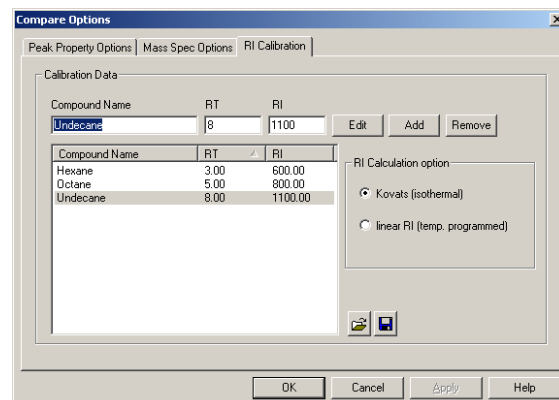 Compare Options
Peak Property Options Mass Spec Options RI Calibration
Calibration Data
Compound Name RT RI
Undecane 8 1100 Edit Add Remove
Compound Name RT RI
Hexane 3.00 600.00
Octane 5.00 800.00
Undecane 8.00 1100.00
RI Calculation option
Kovats (isothermal)
linear RI (temp. programmed)
OK Cancel Apply Help